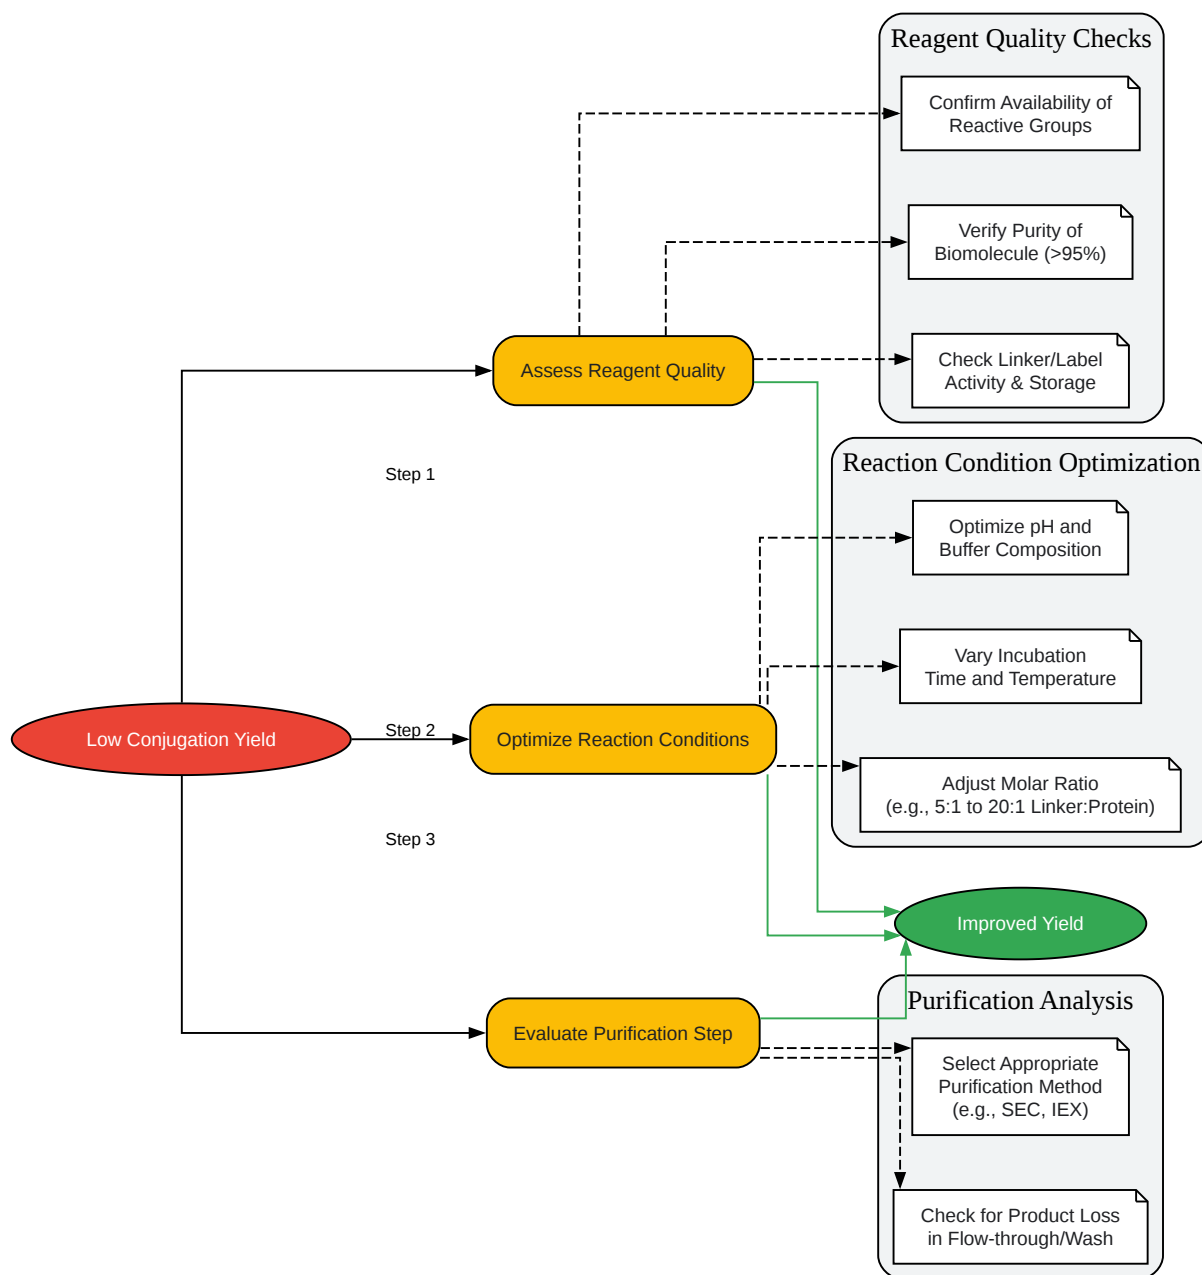 Reagent Quality Checks
Confirm Availability of
Reactive Groups
Verify Purity of
Biomolecule (>95%)
Check Linker/Label
Activity & Storage
Assess Reagent Quality
Step 1
Reaction Condition Optimization
Optimize pH and
Buffer Composition
Vary Incubation
Time and Temperature
Adjust Molar Ratio
(e.g., 5:1 to 20:1 Linker:Protein)
Low Conjugation Yield
Step 2
Optimize Reaction Conditions
Step 3
Improved Yield
Evaluate Purification Step
Purification Analysis
Select Appropriate
Purification Method
(e.g., SEC, IEX)
Check for Product Loss
in Flow-through/Wash